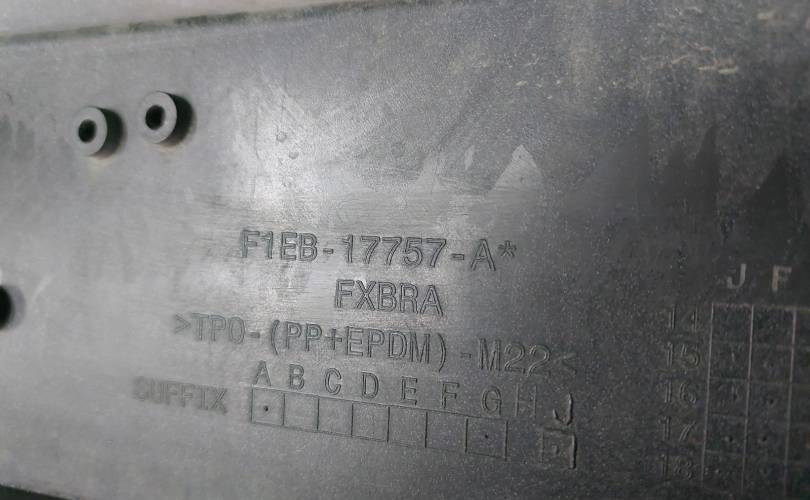 F1EB-17757-A*
FXBRA
>TPO-(PP+EPDM)-M22<
A B C D E F G H J
SUFFIX
J F
14
15
16
17
18